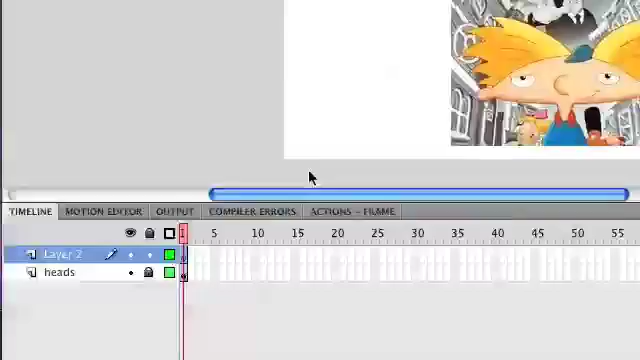 TIMELINE MOTION EDITOR OUTPUT COMPILER ERRORS ACTIONS – FRAME
1 5 10 15 20 25 30 35 40 45 50 55
Layer 2
heads